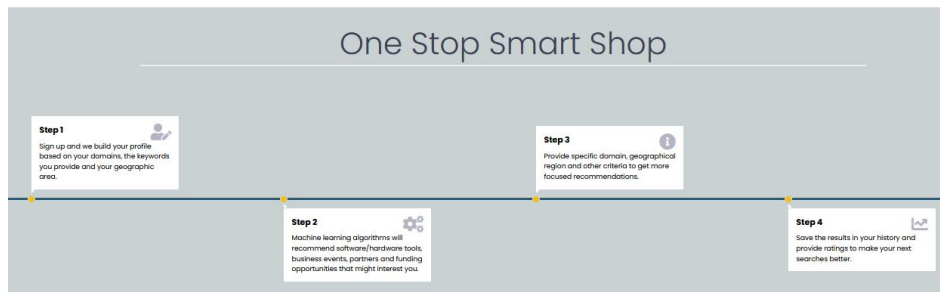 One Stop Smart Shop
Step 1
Sign up and we build your profile
based on your domains, the keywords
you provide and your geographic
area.
Step 2
Machine learning algorithms will
recommend software/hardware tools,
business events, partners and funding
opportunities that might interest you.
Step 3
Provide specific domain, geographical
region and other criteria to get more
focused recommendations.
Step 4
Save the results in your history and
provide ratings to make your next
searches better.